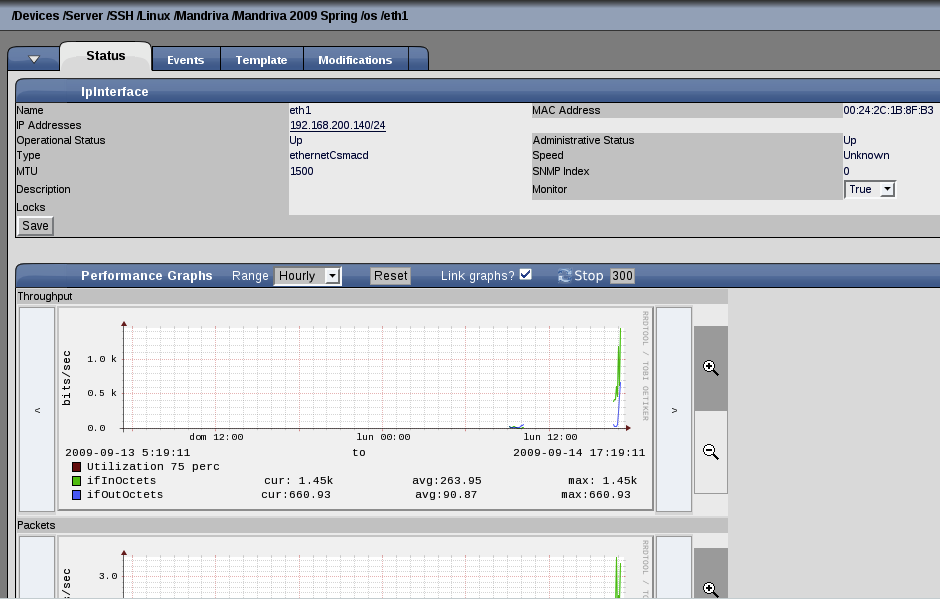 /Devices /Server /SSH /Linux /Mandriva /Mandriva 2009 Spring /os /eth1
Status Events Template Modifications
IpInterface
Name eth1 MAC Address 00:24:2C:1B:8F:B3
IP Addresses 192.168.200.140/24
Operational Status Up Administrative Status Up
Type ethernetCsmacd Speed Unknown
MTU 1500 SNMP Index 0
Description Monitor True
Locks
Save
Performance Graphs Range Hourly Reset Link graphs? Stop 300
Throughput
RRDTOOL / TOBI OETIKER
bits/sec
1.0 k
0.5 k
0.0
< >
dom 12:00 lun 00:00 lun 12:00
2009-09-13 5:19:11 to 2009-09-14 17:19:11
Utilization 75 perc
ifInOctets cur: 1.45k avg:263.95 max: 1.45k
ifOutOctets cur:660.93 avg:90.87 max:660.93
Packets
RRDTOOL /
3.0
s/sec